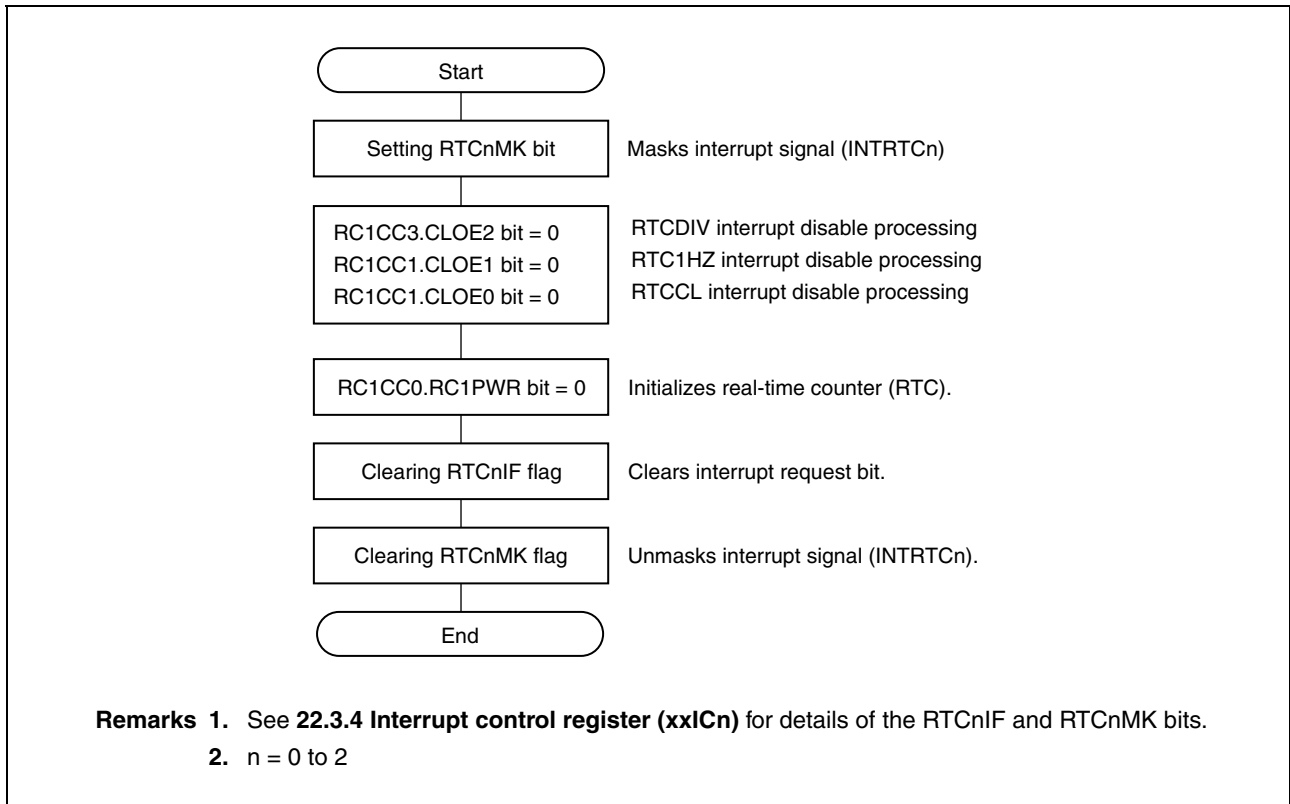 Start
Setting RTCnMK bit
Masks interrupt signal (INTRTCn)
RC1CC3.CLOE2 bit = 0
RTCDIV interrupt disable processing
RC1CC1.CLOE1 bit = 0
RTC1HZ interrupt disable processing
RC1CC1.CLOE0 bit = 0
RTCCL interrupt disable processing
RC1CC0.RC1PWR bit = 0
Initializes real-time counter (RTC).
Clearing RTCnIF flag
Clears interrupt request bit.
Clearing RTCnMK flag
Unmasks interrupt signal (INTRTCn).
End
Remarks 1. See 22.3.4 Interrupt control register (xxICn) for details of the RTCnIF and RTCnMK bits.
2. n = 0 to 2